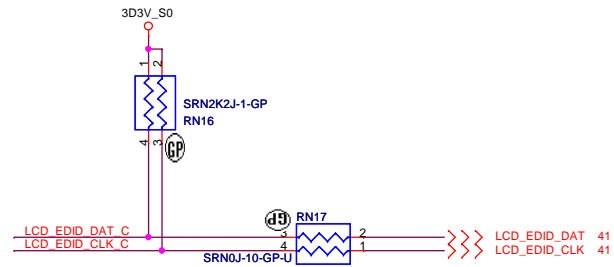 3D3V_S0
1 2
SRN2K2J-1-GP
RN16
4 3
GP
GP RN17
LCD_EDID_DAT_C 3 2 LCD_EDID_DAT 41
LCD_EDID_CLK_C 4 1 LCD_EDID_CLK 41
SRN0J-10-GP-U